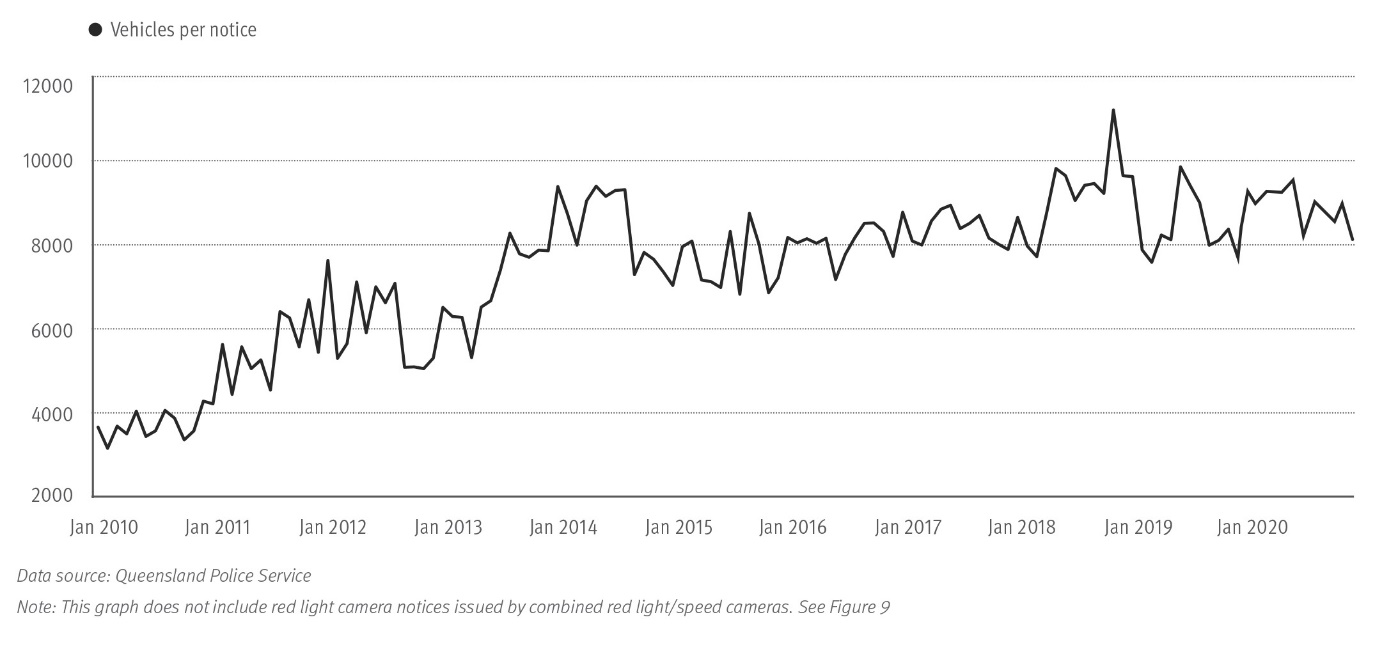 Vehicles per notice
12000
10000
8000
6000
4000
2000
Jan 2010 Jan 2011 Jan 2012 Jan 2013 Jan 2014 Jan 2015 Jan 2016 Jan 2017 Jan 2018 Jan 2019 Jan 2020
Data source: Queensland Police Service
Note: This graph does not include red light camera notices issued by combined red light/speed cameras. See Figure 9